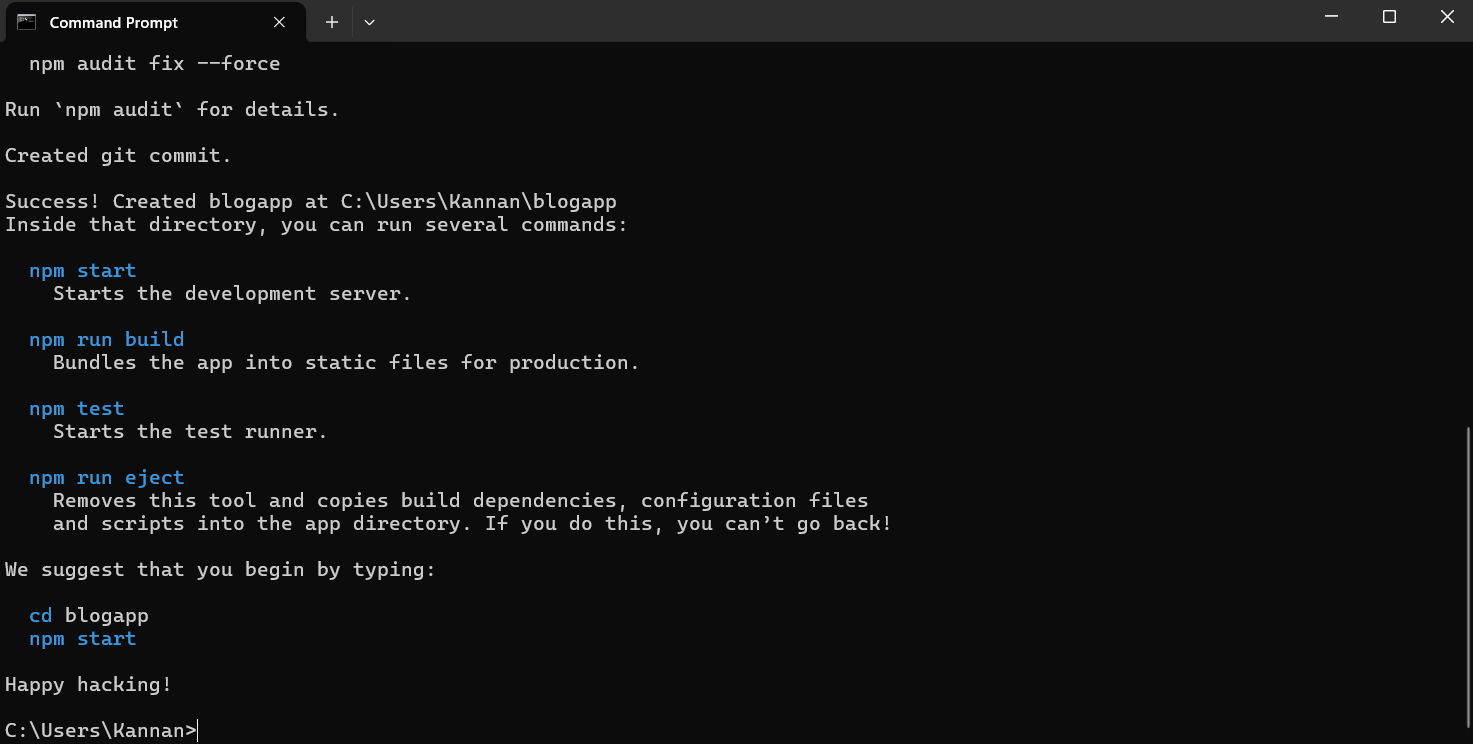 Command Prompt
npm audit fix --force
Run `npm audit` for details.
Created git commit.
Success! Created blogapp at C:\Users\Kannan\blogapp
Inside that directory, you can run several commands:
npm start
Starts the development server.
npm run build
Bundles the app into static files for production.
npm test
Starts the test runner.
npm run eject
Removes this tool and copies build dependencies, configuration files
and scripts into the app directory. If you do this, you can’t go back!
We suggest that you begin by typing:
cd blogapp
npm start
Happy hacking!
C:\Users\Kannan>